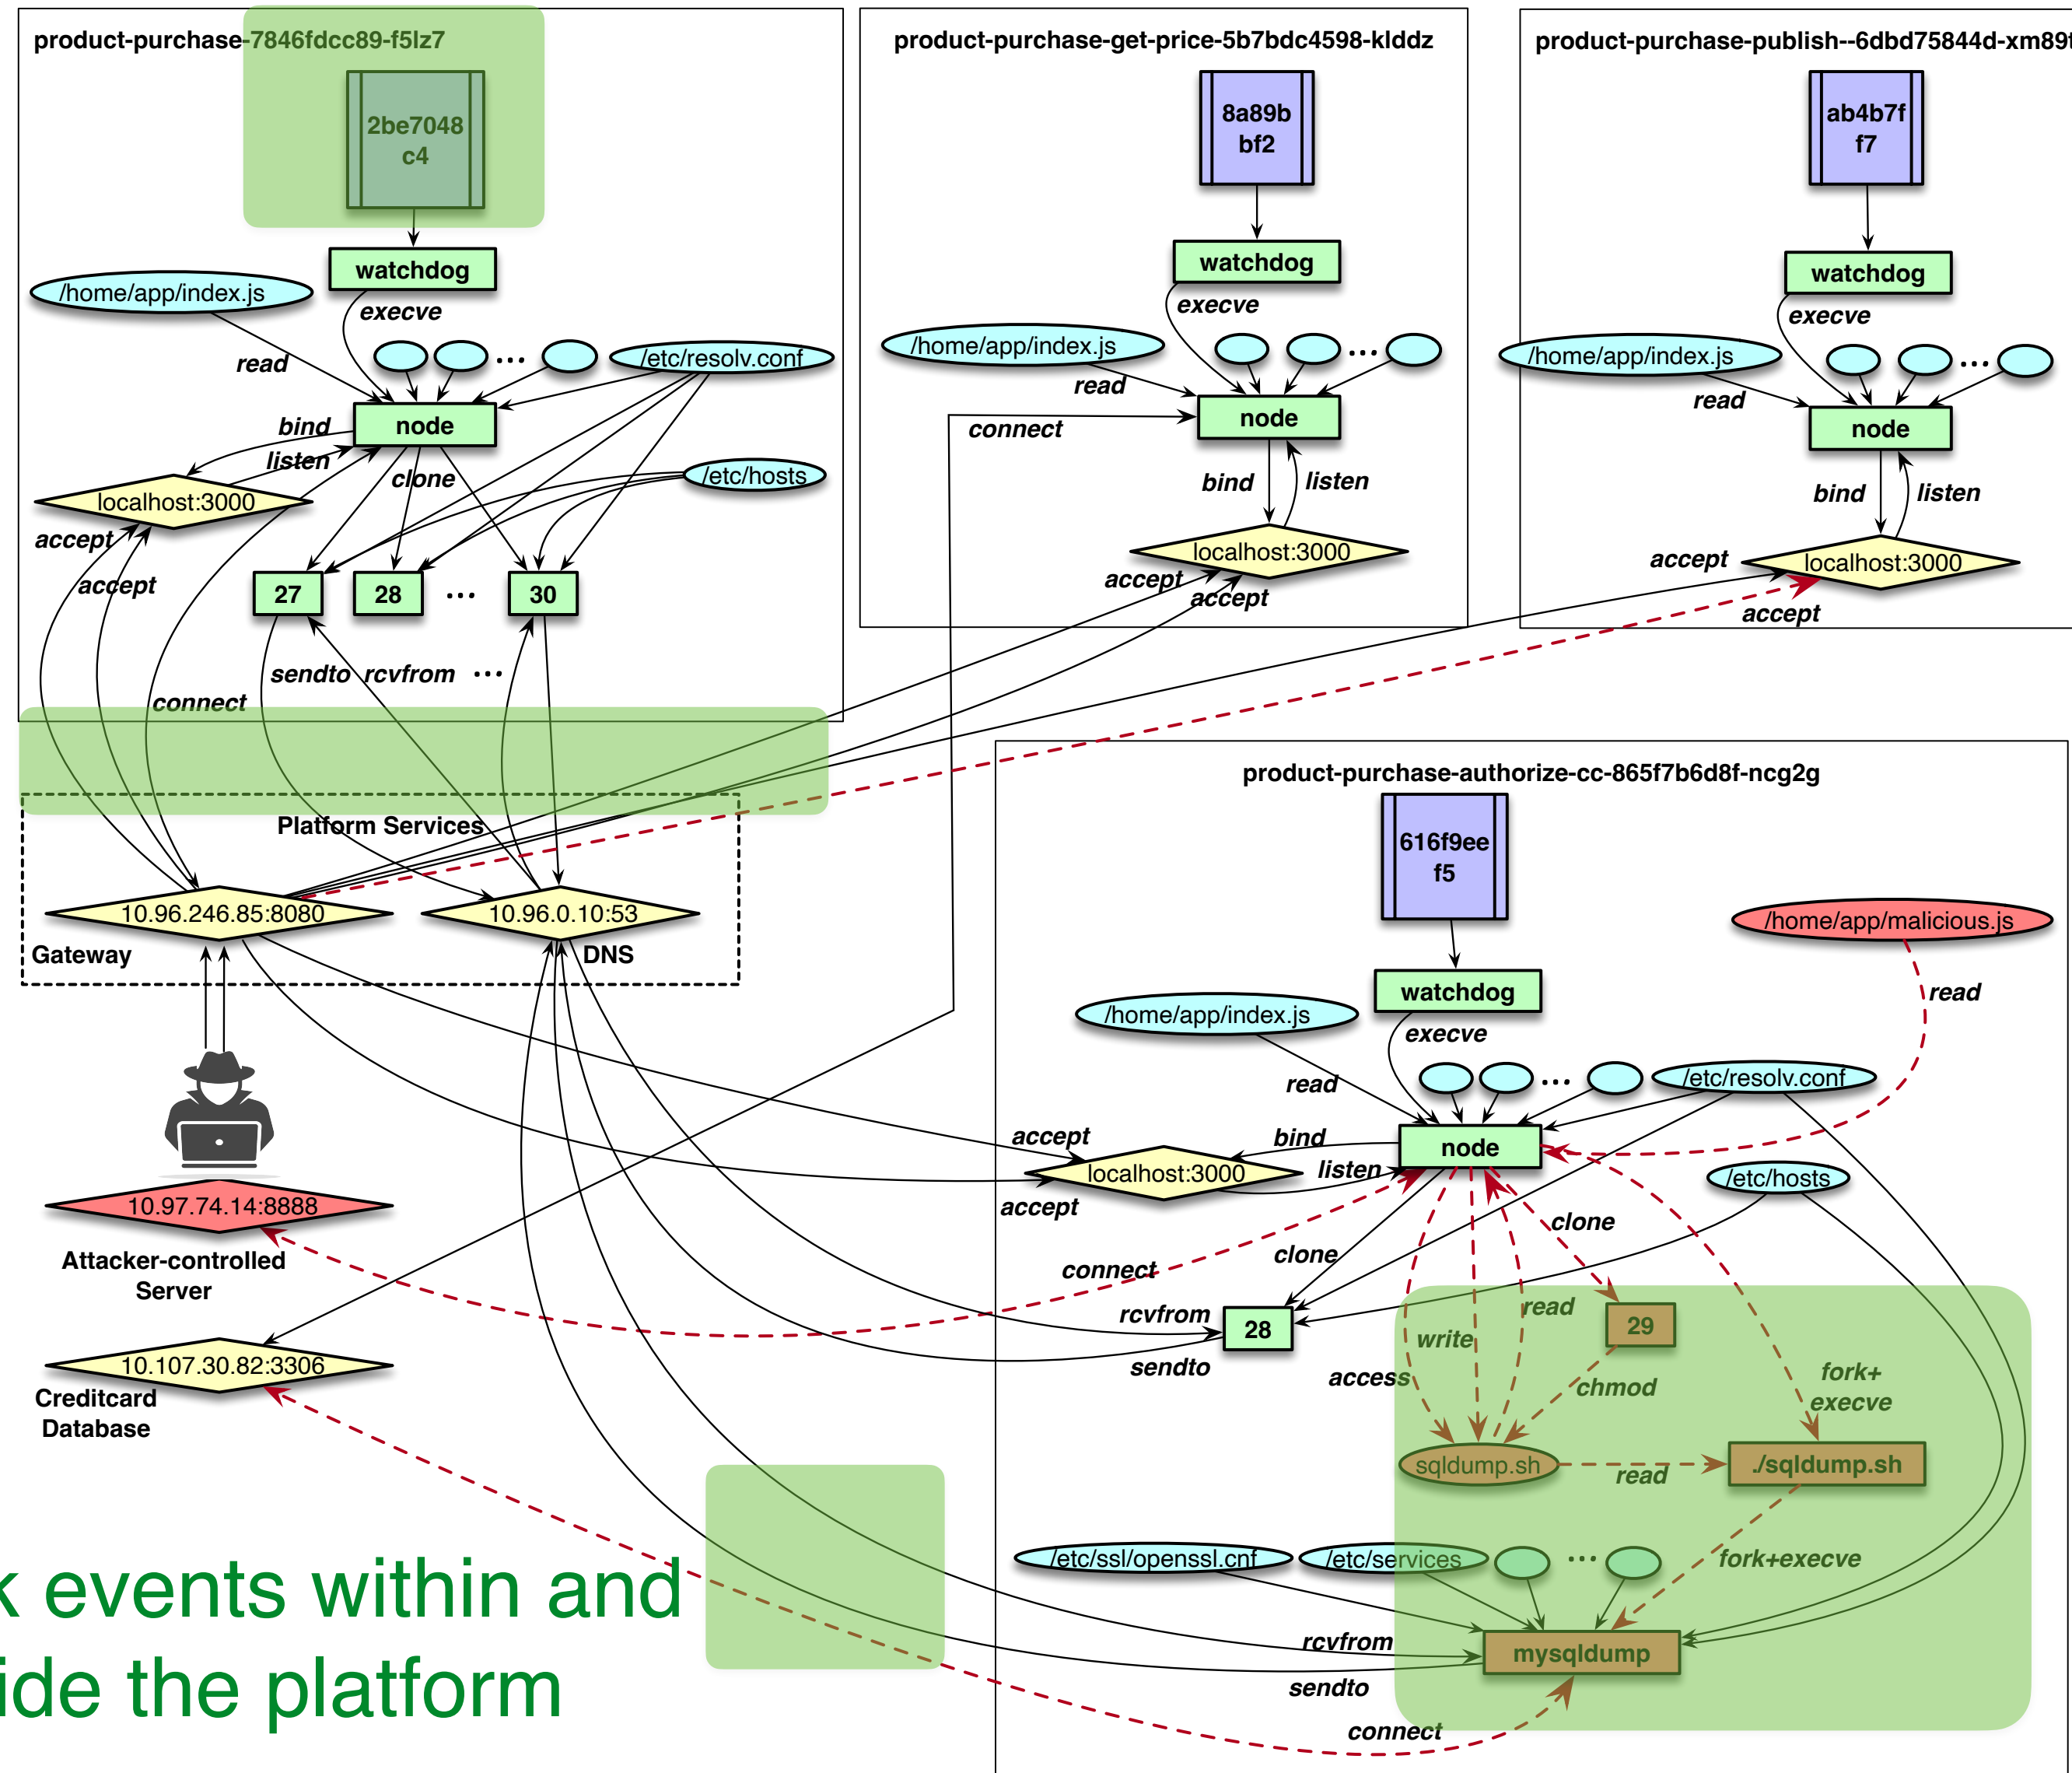 product-purchase-7846fdcc89-f5lz7
2be7048
c4
watchdog
/home/app/index.js
execve
read
...
/etc/resolv.conf
node
bind
listen
clone
/etc/hosts
localhost:3000
accept
accept
27
28
...
30
sendto
rcvfrom
...
connect
product-purchase-get-price-5b7bdc4598-klddz
8a89b
bf2
watchdog
execve
/home/app/index.js
...
read
node
connect
bind
listen
localhost:3000
accept
accept
product-purchase-publish--6dbd75844d-xm89
ab4b7f
f7
watchdog
execve
/home/app/index.js
...
read
node
bind
listen
accept
localhost:3000
accept
Platform Services
10.96.246.85:8080
10.96.0.10:53
Gateway
DNS
10.97.74.14:8888
Attacker-controlled
Server
10.107.30.82:3306
Creditcard
Database
product-purchase-authorize-cc-865f7b6d8f-ncg2g
616f9ee
f5
/home/app/malicious.js
watchdog
read
/home/app/index.js
execve
read
...
/etc/resolv.conf
accept
bind
node
localhost:3000
listen
/etc/hosts
accept
clone
clone
connect
rcvfrom
28
read
29
write
sendto
access
chmod
fork+
execve
sqldump.sh
read
./sqldump.sh
/etc/ssl/openssl.cnf
/etc/services
...
fork+execve
rcvfrom
mysqldump
sendto
connect
k events within and
ide the platform